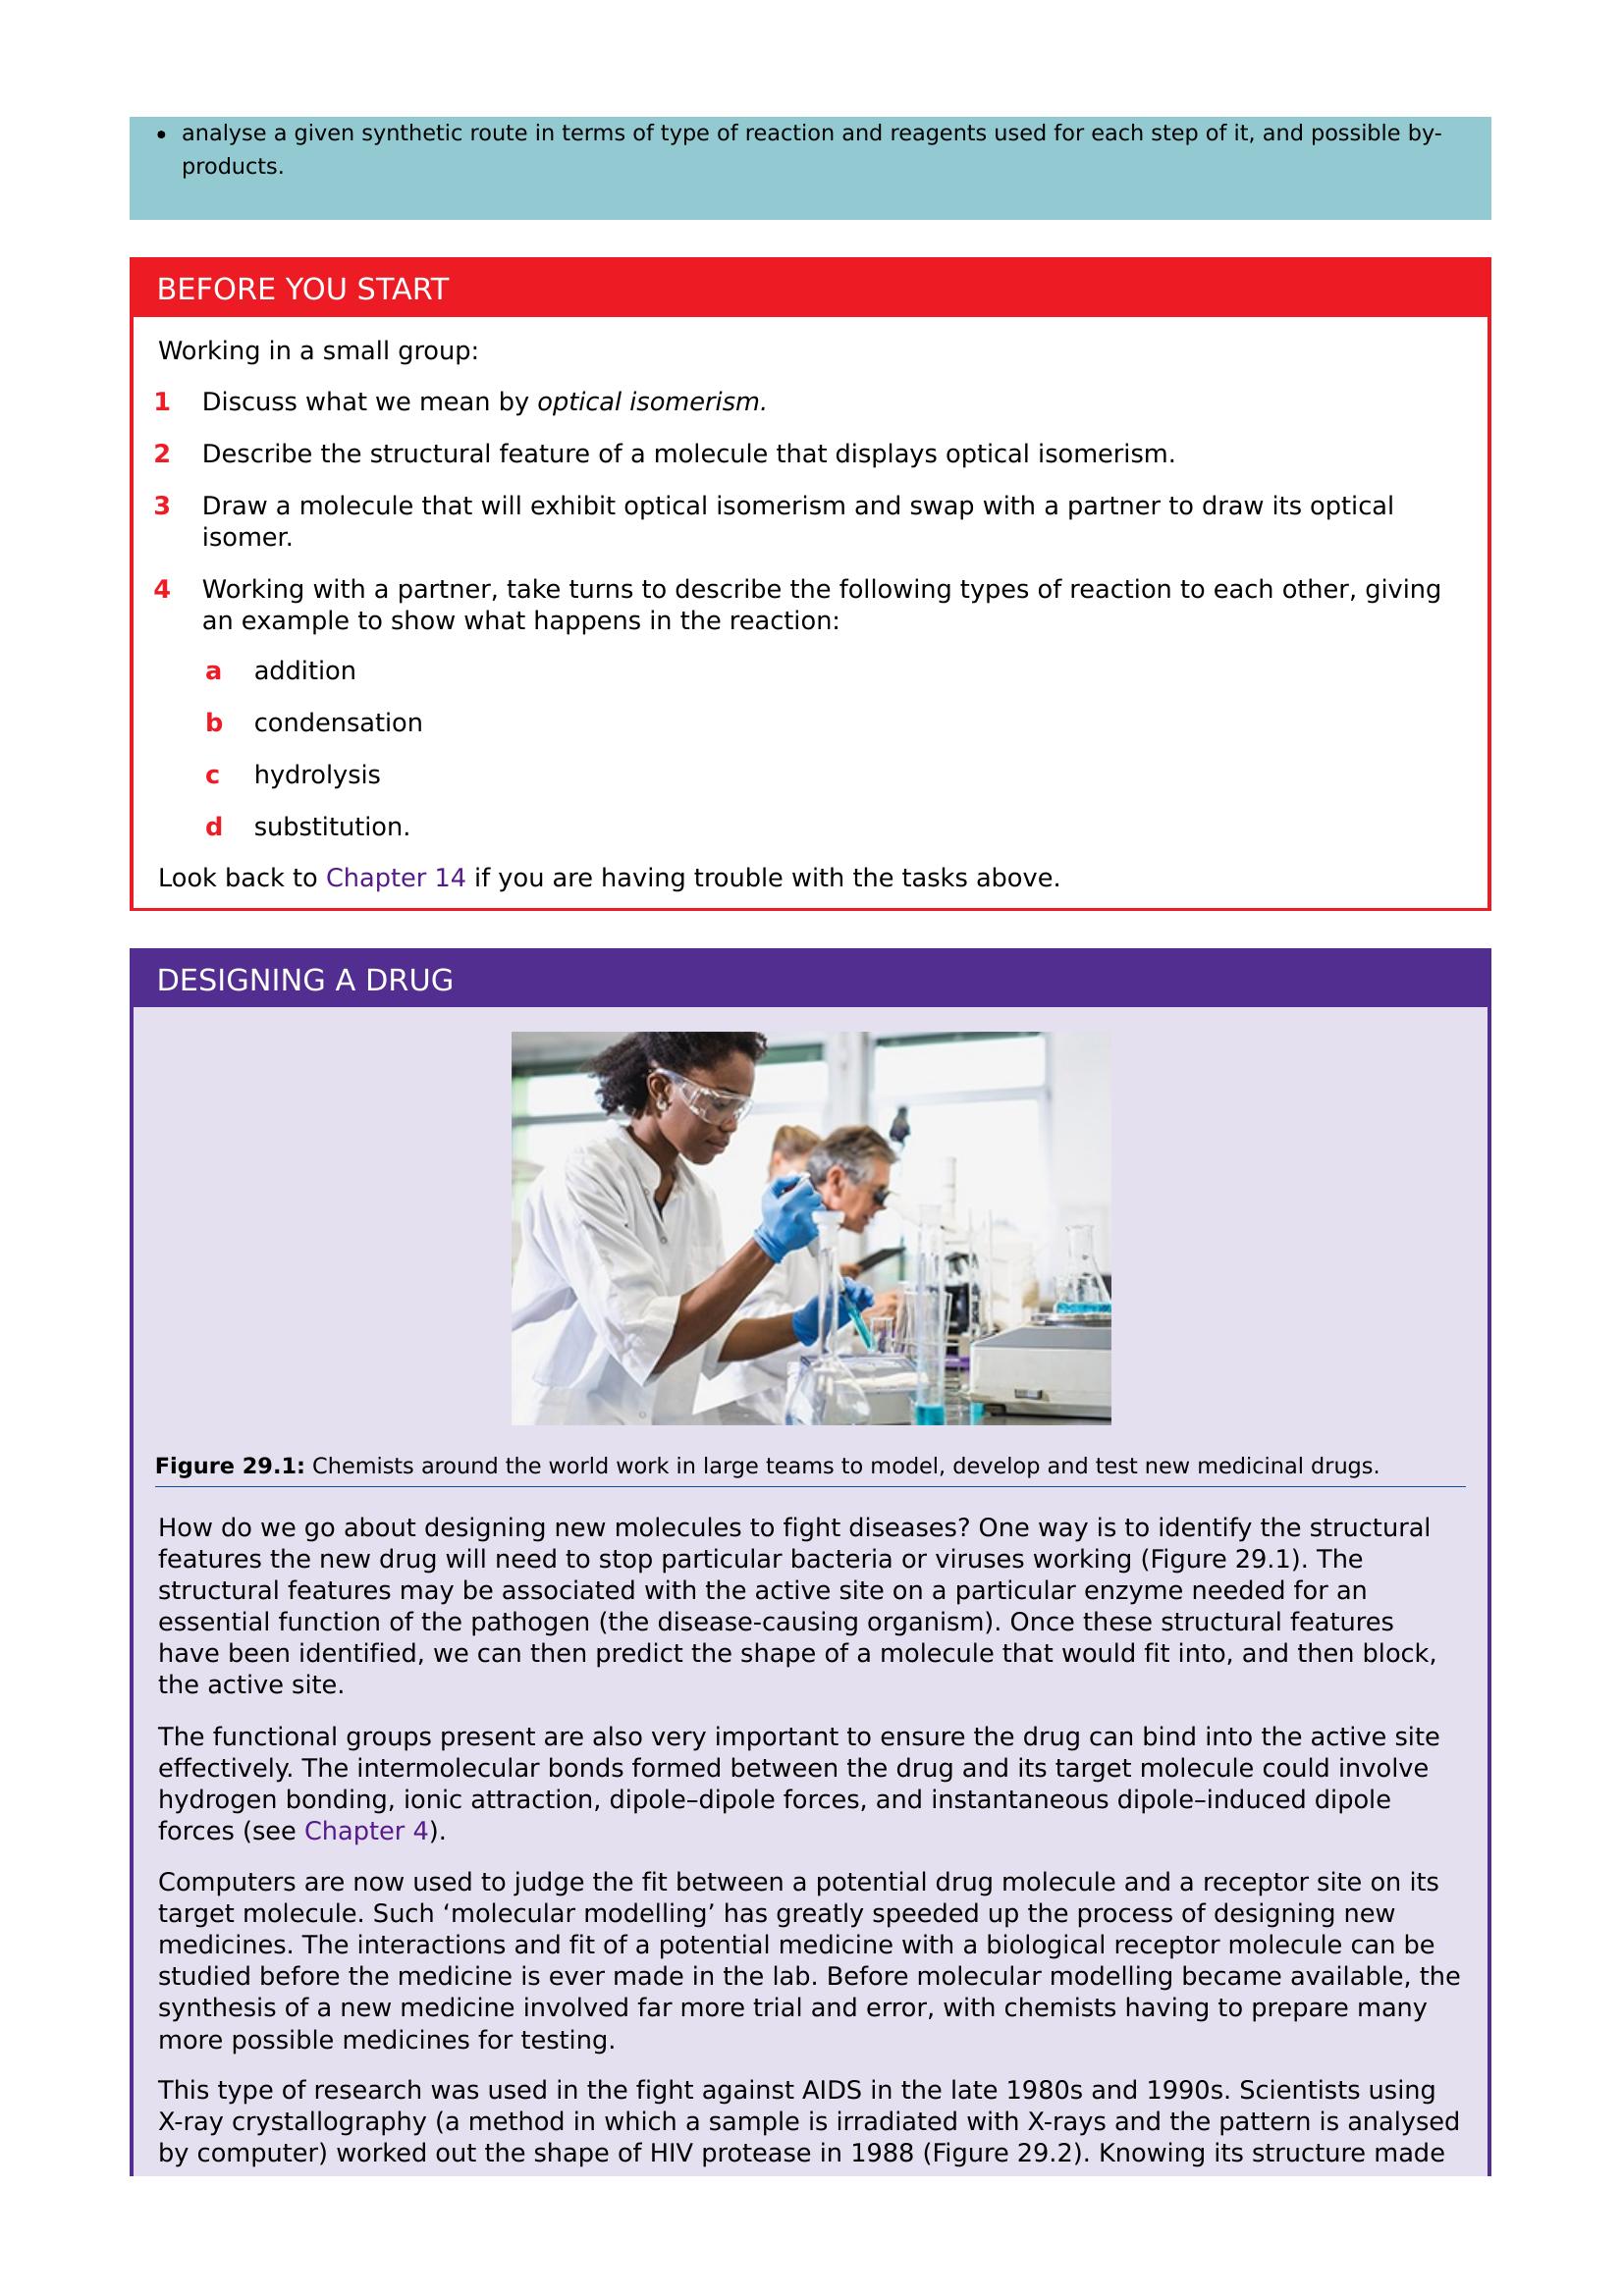 • analyse a given synthetic route in terms of type of reaction and reagents used for each step of it, and possible by-
products.
BEFORE YOU START
Working in a small group:
1 Discuss what we mean by optical isomerism.
2 Describe the structural feature of a molecule that displays optical isomerism.
3 Draw a molecule that will exhibit optical isomerism and swap with a partner to draw its optical
isomer.
4 Working with a partner, take turns to describe the following types of reaction to each other, giving
an example to show what happens in the reaction:
a addition
b condensation
c hydrolysis
d substitution.
Look back to Chapter 14 if you are having trouble with the tasks above.
DESIGNING A DRUG
Figure 29.1: Chemists around the world work in large teams to model, develop and test new medicinal drugs.
How do we go about designing new molecules to fight diseases? One way is to identify the structural
features the new drug will need to stop particular bacteria or viruses working (Figure 29.1). The
structural features may be associated with the active site on a particular enzyme needed for an
essential function of the pathogen (the disease-causing organism). Once these structural features
have been identified, we can then predict the shape of a molecule that would fit into, and then block,
the active site.
The functional groups present are also very important to ensure the drug can bind into the active site
effectively. The intermolecular bonds formed between the drug and its target molecule could involve
hydrogen bonding, ionic attraction, dipole–dipole forces, and instantaneous dipole–induced dipole
forces (see Chapter 4).
Computers are now used to judge the fit between a potential drug molecule and a receptor site on its
target molecule. Such ‘molecular modelling’ has greatly speeded up the process of designing new
medicines. The interactions and fit of a potential medicine with a biological receptor molecule can be
studied before the medicine is ever made in the lab. Before molecular modelling became available, the
synthesis of a new medicine involved far more trial and error, with chemists having to prepare many
more possible medicines for testing.
This type of research was used in the fight against AIDS in the late 1980s and 1990s. Scientists using
X-ray crystallography (a method in which a sample is irradiated with X-rays and the pattern is analysed
by computer) worked out the shape of HIV protease in 1988 (Figure 29.2). Knowing its structure made